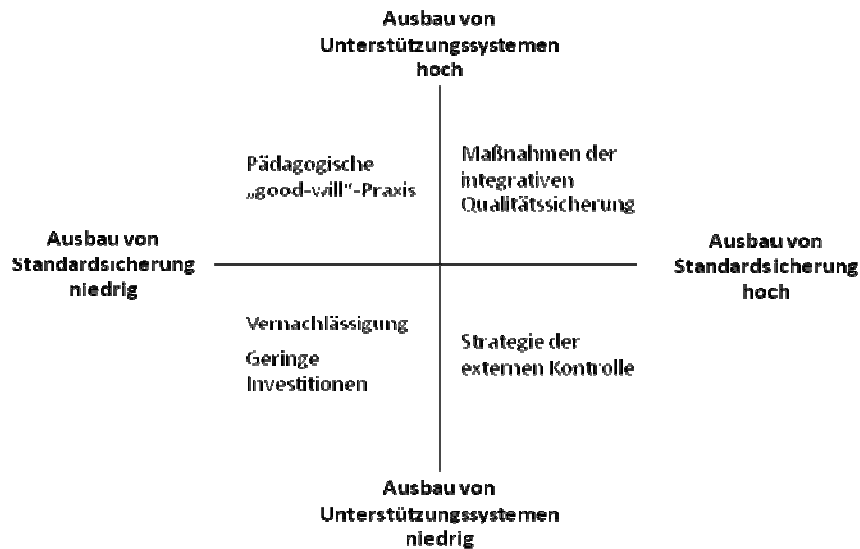 Ausbau von
Unterstützungssystemen
hoch
Pädagogische
„good-will“-Praxis
Maßnahmen der
integrativen
Qualitätssicherung
Ausbau von
Standardsicherung
niedrig
Ausbau von
Standardsicherung
hoch
Vernachlässigung
Geringe
Investitionen
Strategie der
externen Kontrolle
Ausbau von
Unterstützungssystemen
niedrig